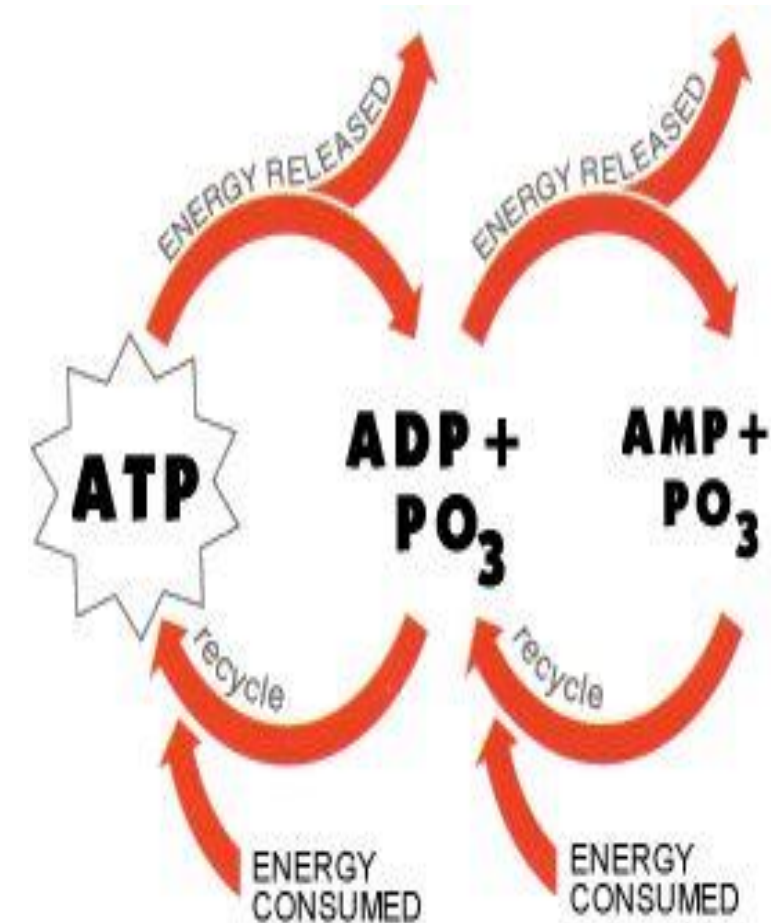 ENERGY RELEASED
ENERGY RELEASED
ATP
ADP +
PO₃
AMP +
PO₃
recycle
recycle
ENERGY
CONSUMED
ENERGY
CONSUMED